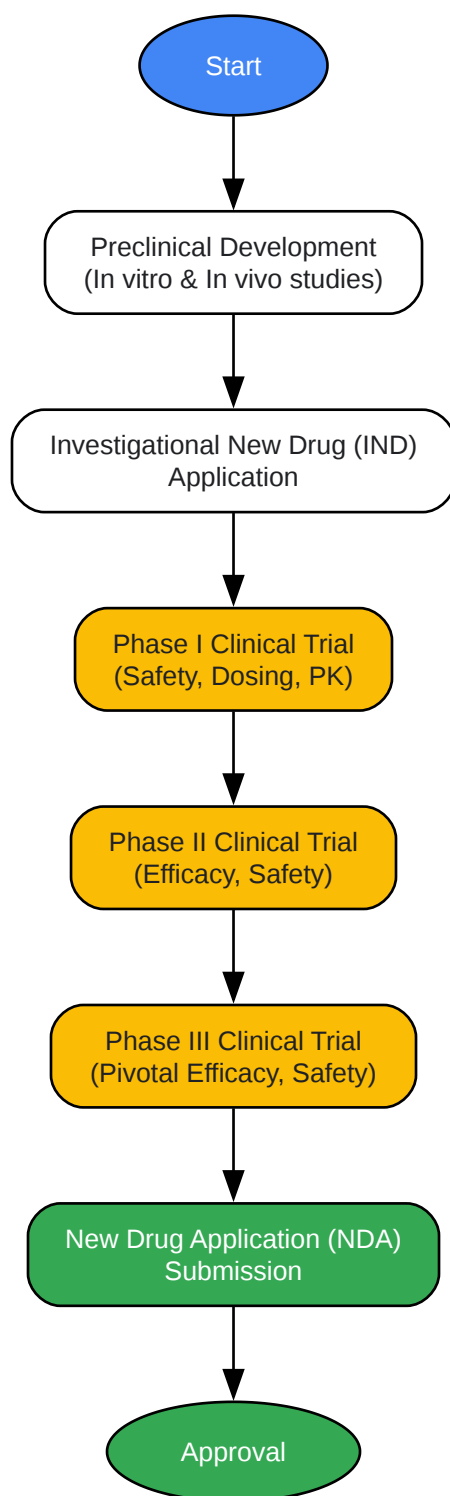 Start
Preclinical Development
(In vitro & In vivo studies)
Investigational New Drug (IND)
Application
Phase I Clinical Trial
(Safety, Dosing, PK)
Phase II Clinical Trial
(Efficacy, Safety)
Phase III Clinical Trial
(Pivotal Efficacy, Safety)
New Drug Application (NDA)
Submission
Approval